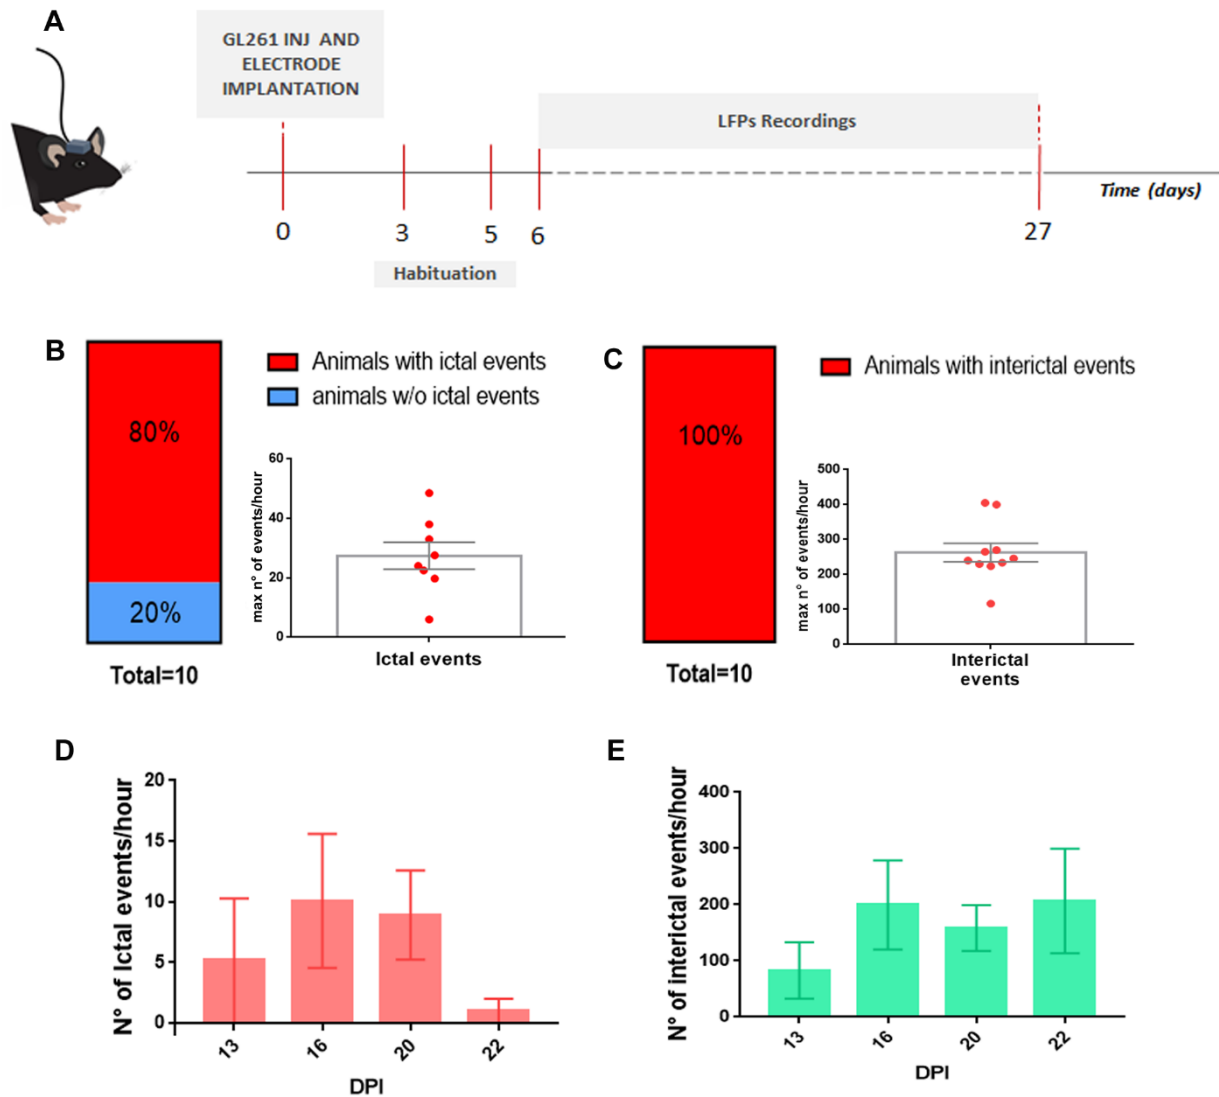 A
GL261 INJ AND
ELECTRODE
IMPLANTATION
LFPs Recordings
Time (days)
0
3
5
6
27
Habituation
B
80%
20%
Total=10
Animals with ictal events
animals w/o ictal events
max n° of events/hour
60
40
20
0
Ictal events
C
100%
Total=10
Animals with interictal events
max n° of events/hour
500
400
300
200
100
0
Interictal
events
D
N° of Ictal events/hour
20
15
10
5
0
13
16
20
22
DPI
E
N° of interictal events/hour
400
300
200
100
0
13
16
20
22
DPI